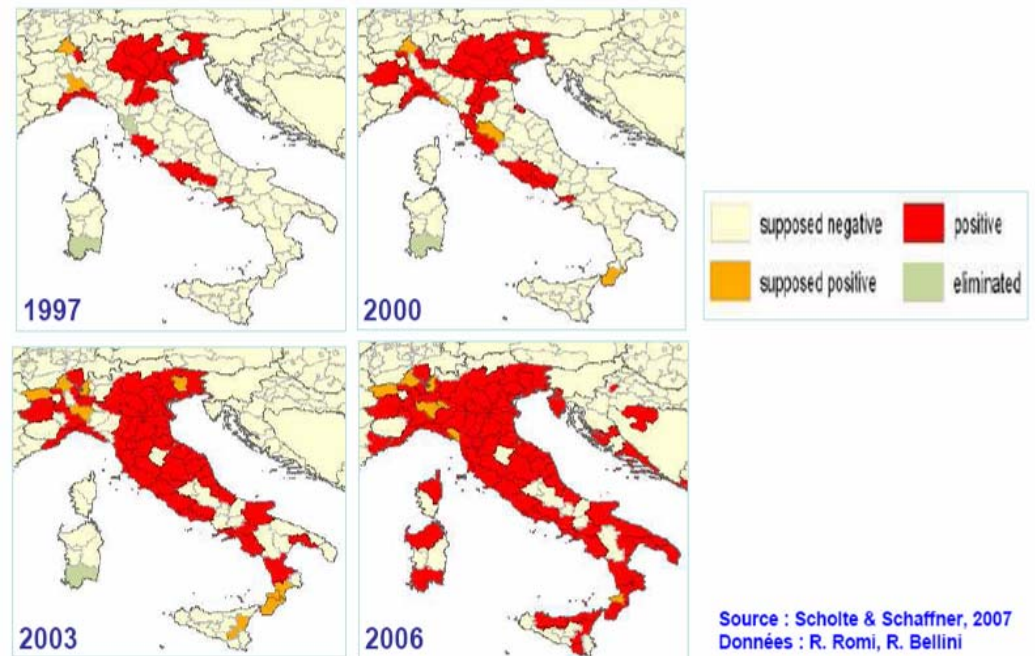 1997
2000
supposed negative
positive
supposed positive
eliminated
2003
2006
Source : Scholte & Schaffner, 2007
Données : R. Romi, R. Bellini